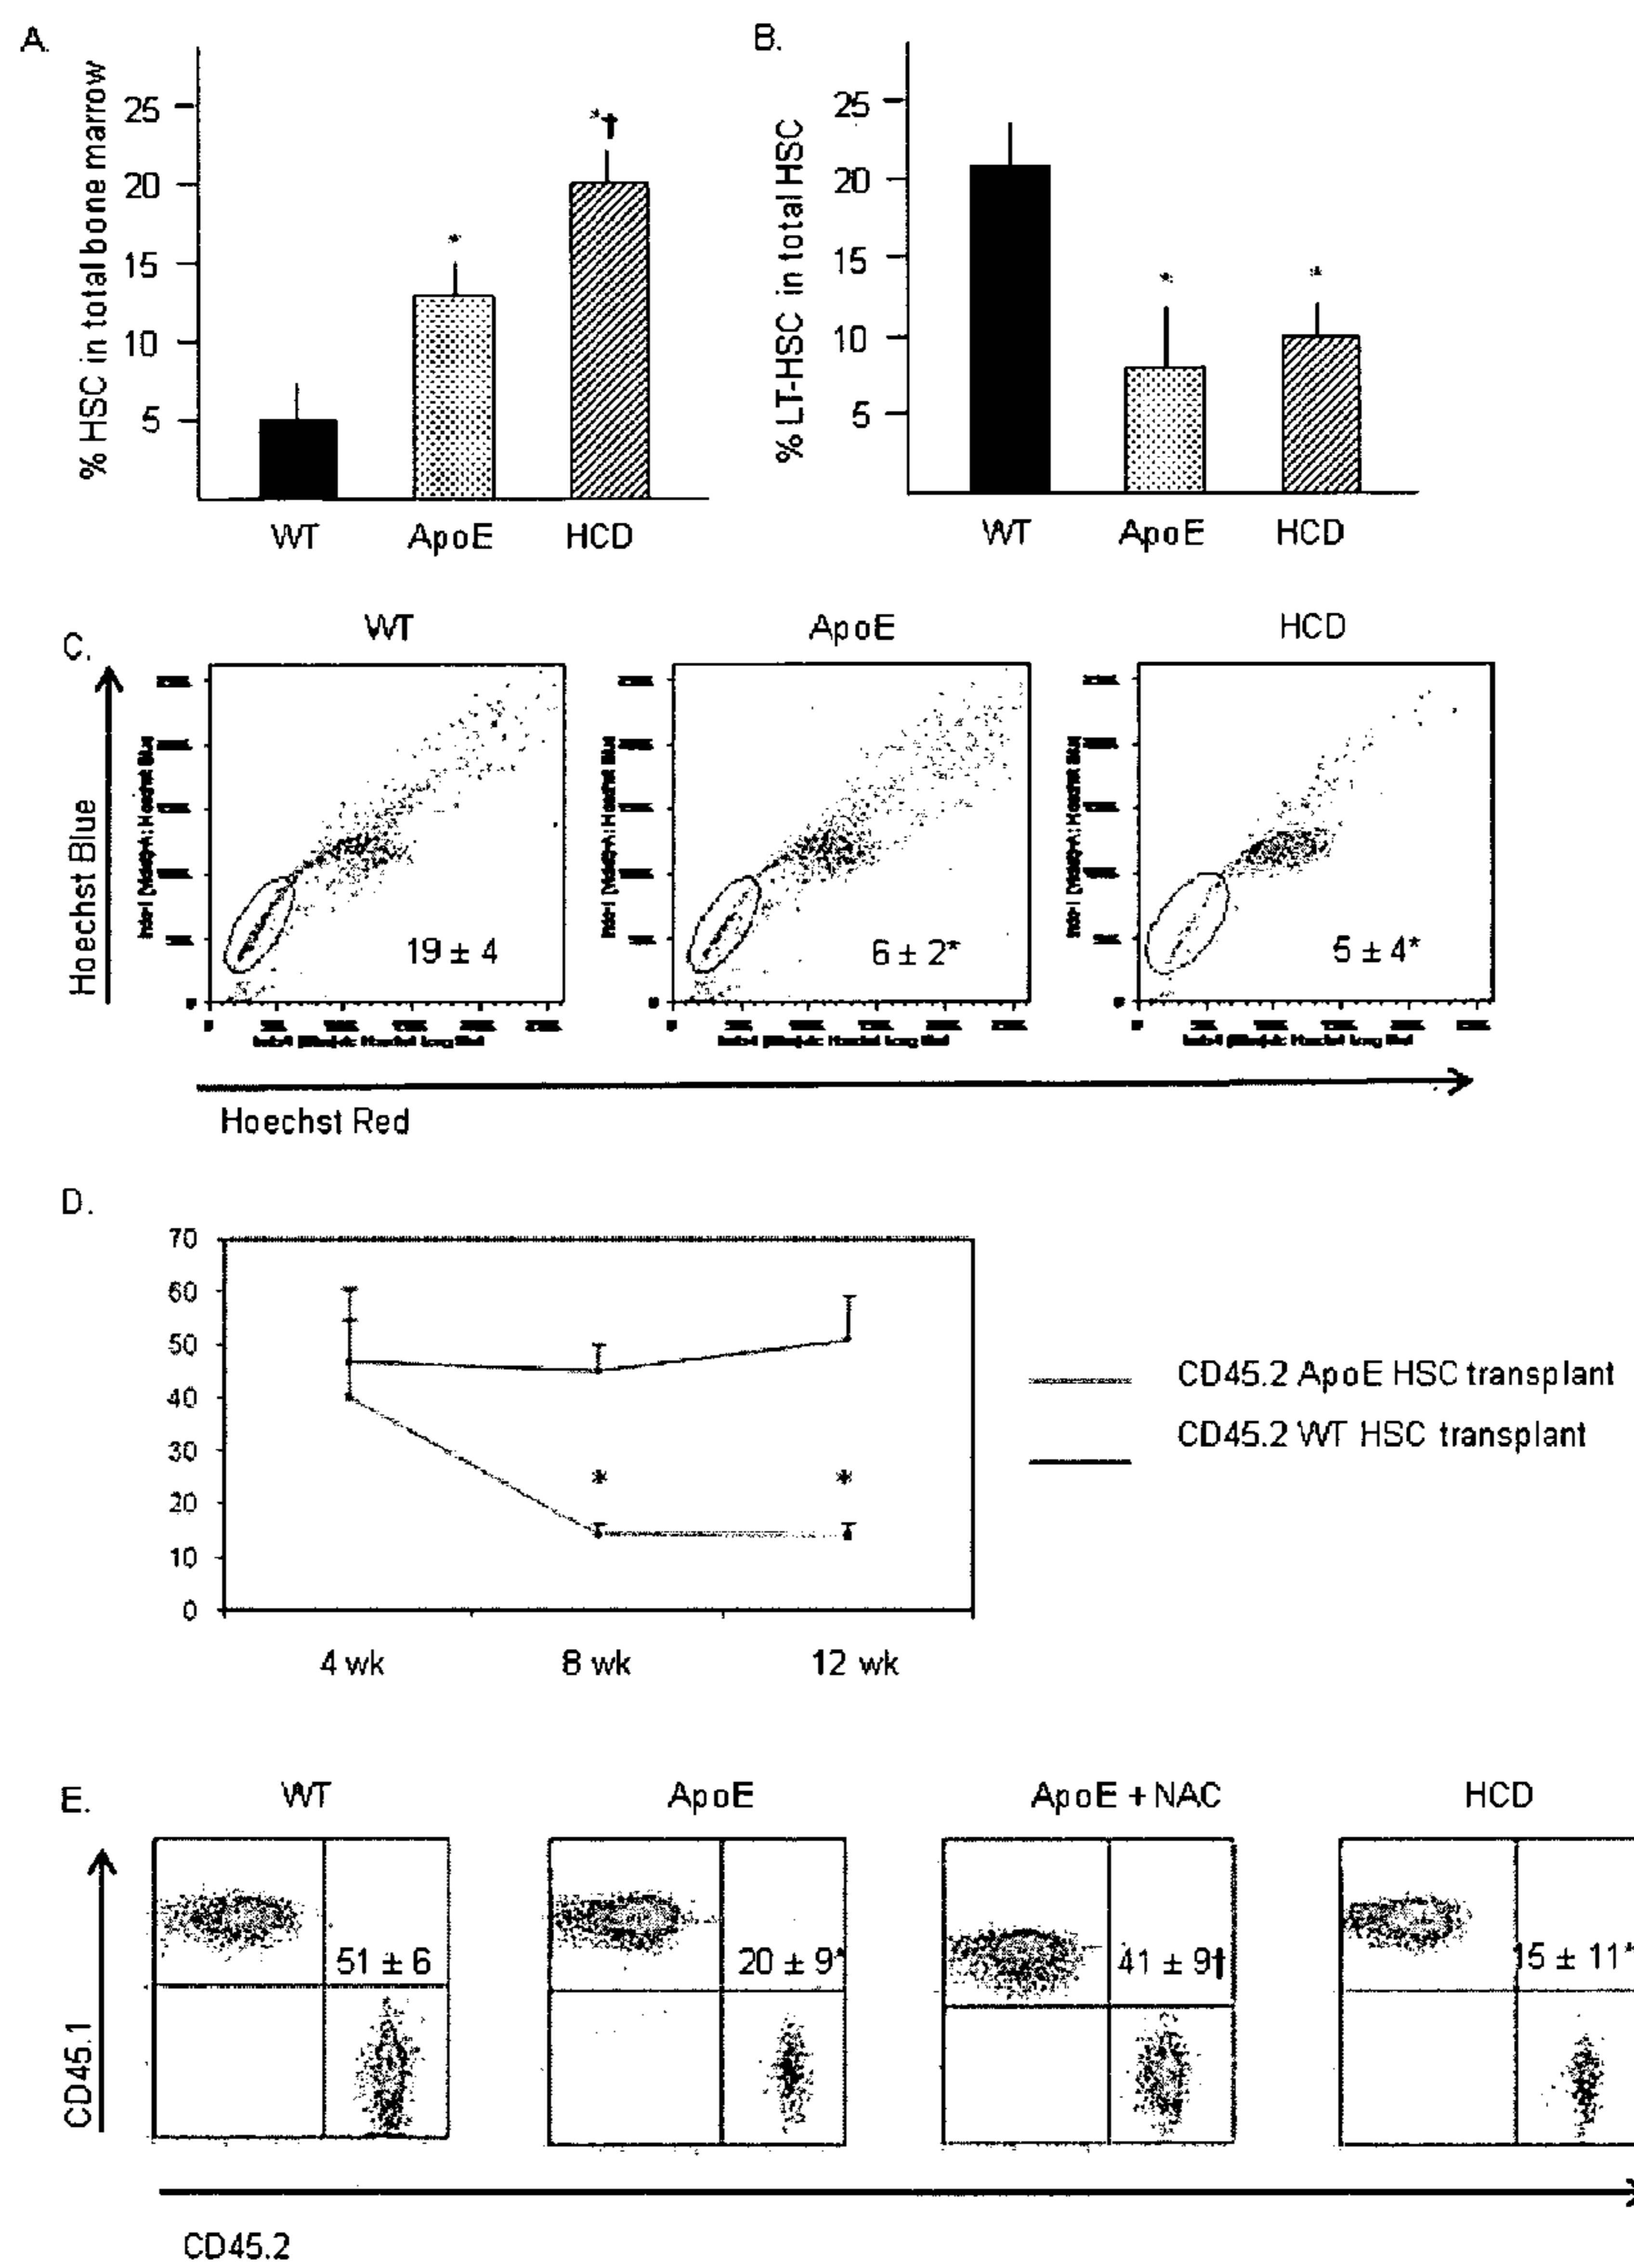 A.
% HSC in total bone marrow
25
20
15
10
5
*
*†
WT ApoE HCD
B.
% LT-HSC in total HSC
25
20
15
10
5
*
*
WT ApoE HCD
C.
WT ApoE HCD
Hoechst Blue
19 ± 4
6 ± 2*
5 ± 4*
Hoechst Red
D.
70
60
50
40
30
20
10
0
* *
4 wk 8 wk 12 wk
CD45.2 ApoE HSC transplant
CD45.2 WT HSC transplant
E.
WT ApoE ApoE + NAC HCD
CD45.1
51 ± 6
20 ± 9*
41 ± 9†
15 ± 11*
CD45.2